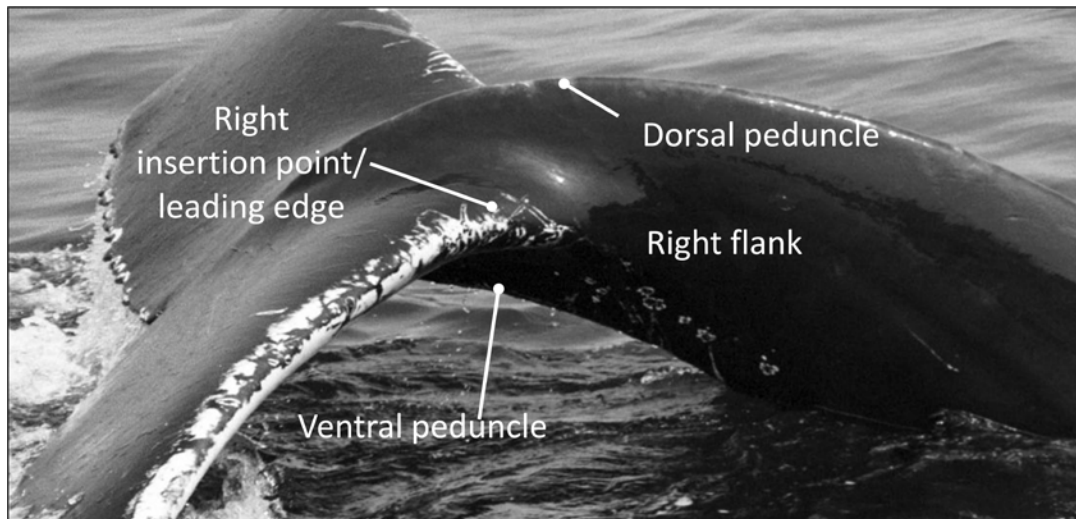 Right
insertion point/
leading edge
Dorsal peduncle
Right flank
Ventral peduncle